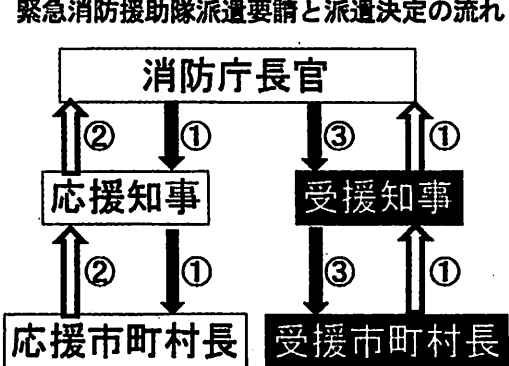 緊急消防援助隊派遣要請と派遣決定の流れ
消防庁長官
② ① ③ ①
応援知事 受援知事
② ① ③ ①
応援市町村長 受援市町村長